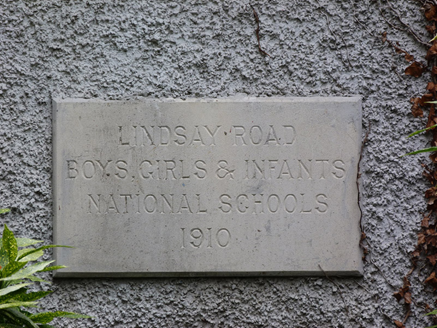 LINDSAY ROAD
BOYS, GIRLS & INFANTS
NATIONAL SCHOOLS
1910